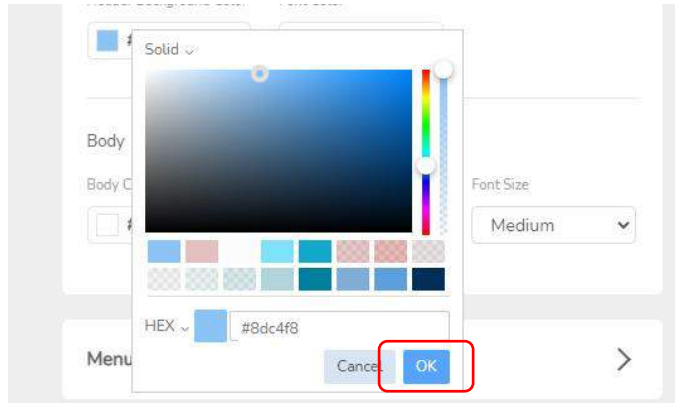 Solid
Body
Body C
Font Size
Medium
HEX
#8dc4f8
Menu
Cancel
OK